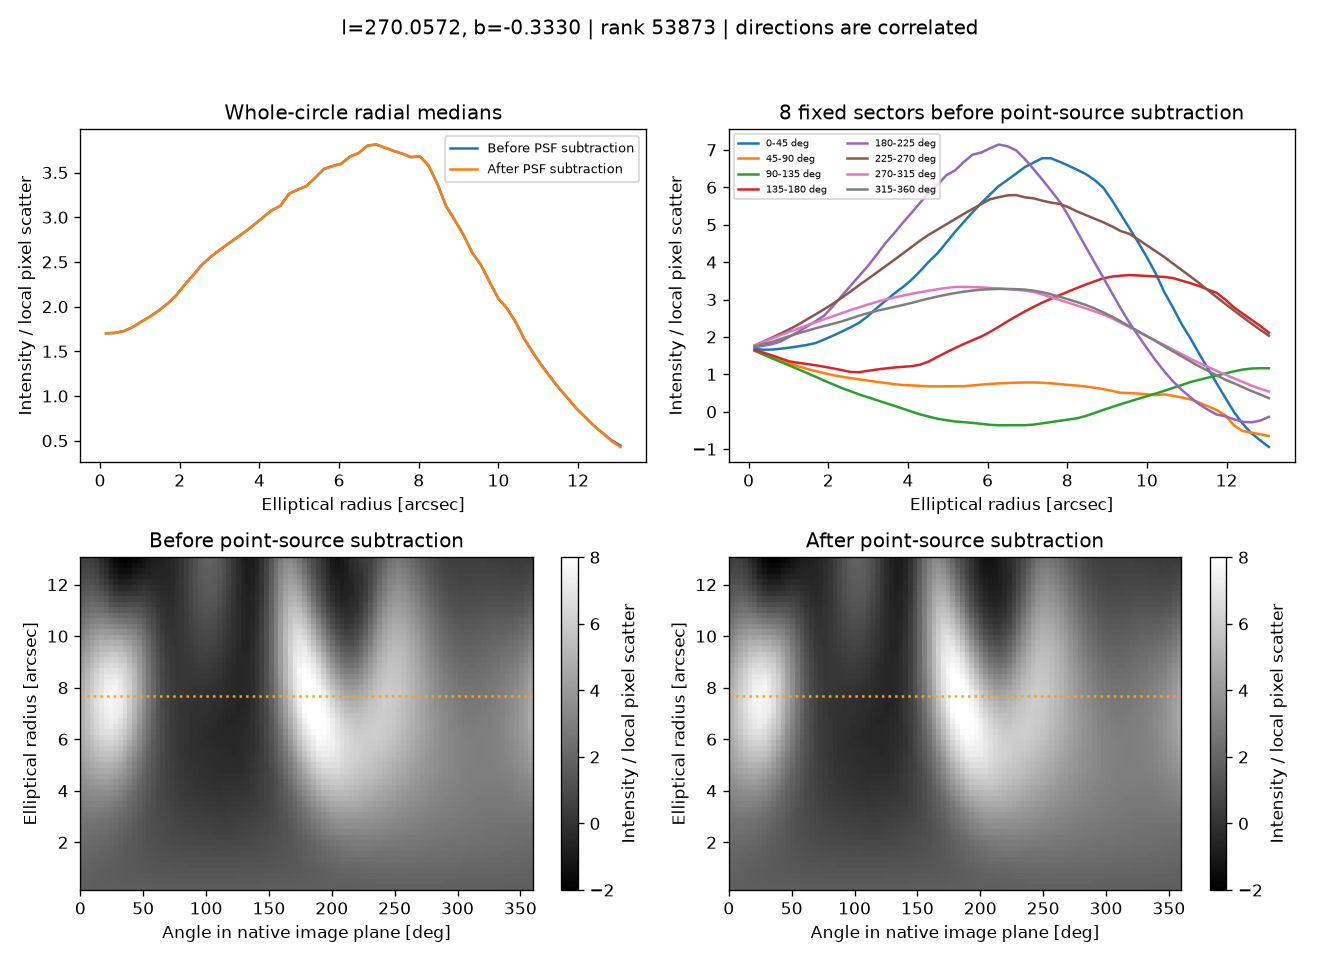 l=270.0572, b=-0.3330 | rank 53873 | directions are correlated
Whole-circle radial medians
Before PSF subtraction
After PSF subtraction
Intensity / local pixel scatter
3.5
3.0
2.5
2.0
1.5
1.0
0.5
0 2 4 6 8 10 12
Elliptical radius [arcsec]
8 fixed sectors before point-source subtraction
0-45 deg
45-90 deg
90-135 deg
135-180 deg
180-225 deg
225-270 deg
270-315 deg
315-360 deg
Intensity / local pixel scatter
7
6
5
4
3
2
1
0
−1
0 2 4 6 8 10 12
Elliptical radius [arcsec]
Before point-source subtraction
Elliptical radius [arcsec]
12
10
8
6
4
2
0 50 100 150 200 250 300 350
Angle in native image plane [deg]
8
6
4
2
0
−2
Intensity / local pixel scatter
After point-source subtraction
Elliptical radius [arcsec]
12
10
8
6
4
2
0 50 100 150 200 250 300 350
Angle in native image plane [deg]
8
6
4
2
0
−2
Intensity / local pixel scatter